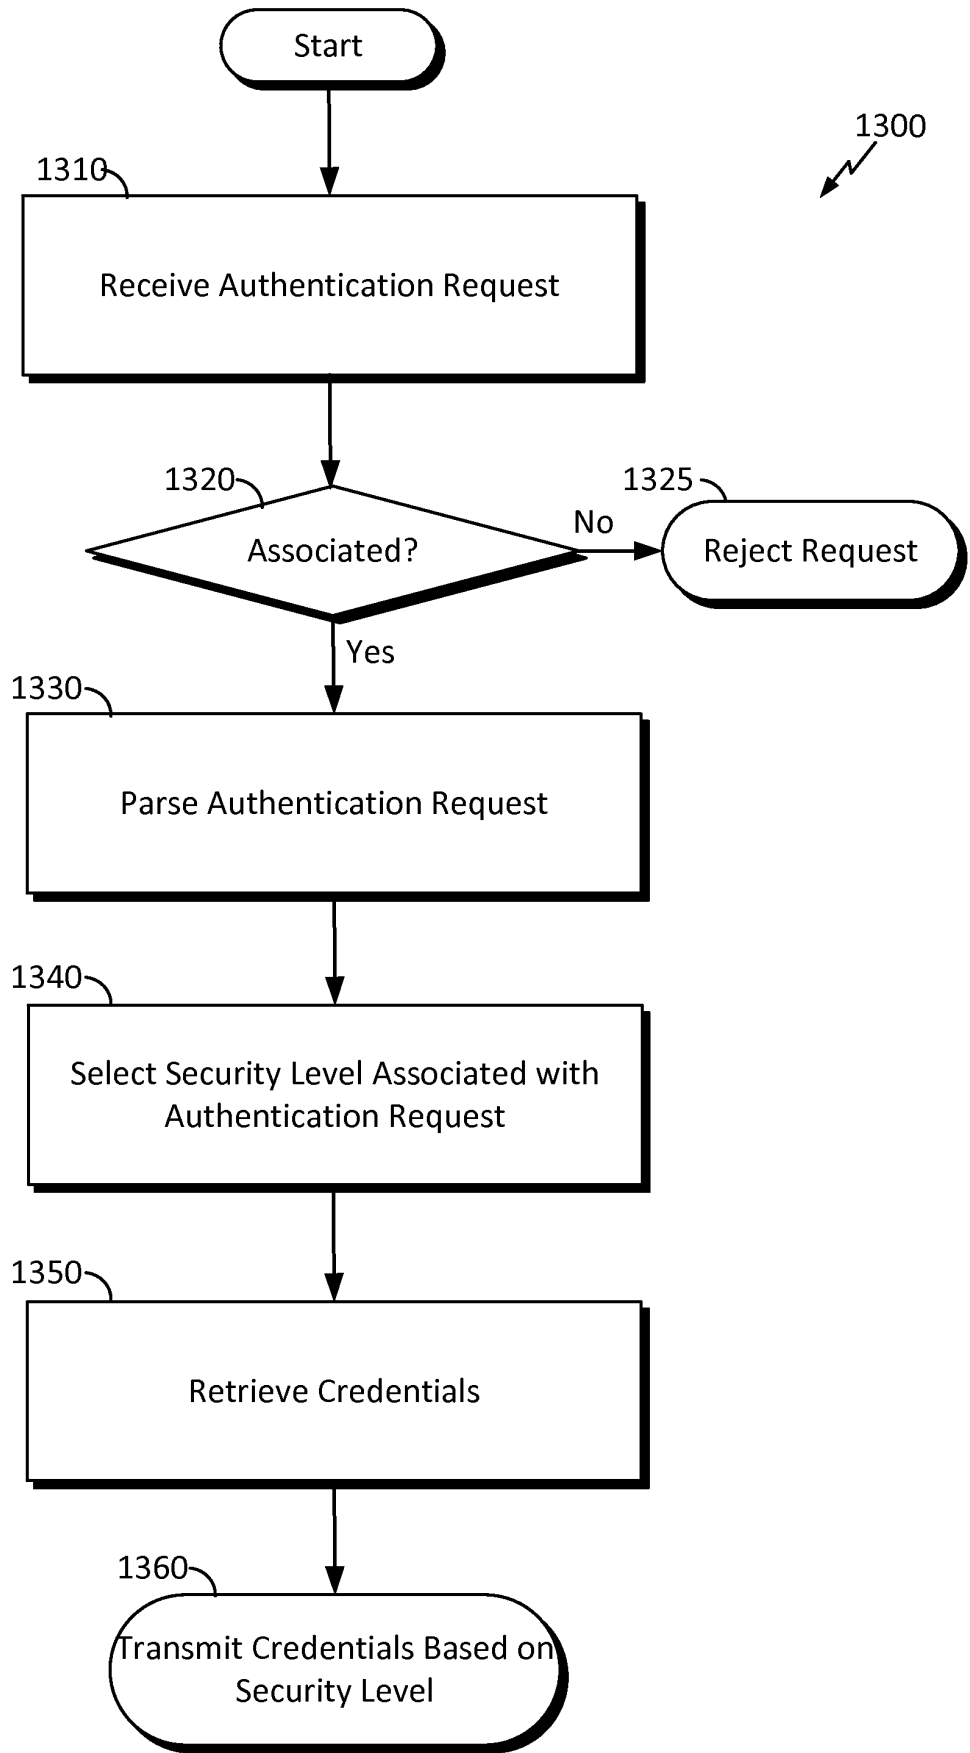 Start
1300
1310
Receive Authentication Request
1320
1325
Associated?
No
Reject Request
Yes
1330
Parse Authentication Request
1340
Select Security Level Associated with
Authentication Request
1350
Retrieve Credentials
1360
Transmit Credentials Based on
Security Level